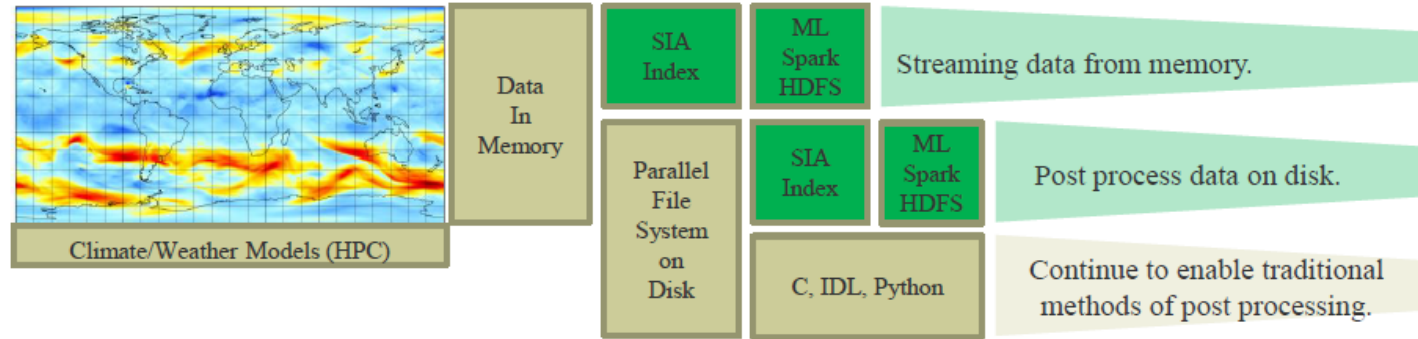 Climate/Weather Models (HPC)
Data
In
Memory
SIA
Index
ML
Spark
HDFS
Streaming data from memory.
Parallel
File
System
on
Disk
SIA
Index
ML
Spark
HDFS
Post process data on disk.
C, IDL, Python
Continue to enable traditional
methods of post processing.